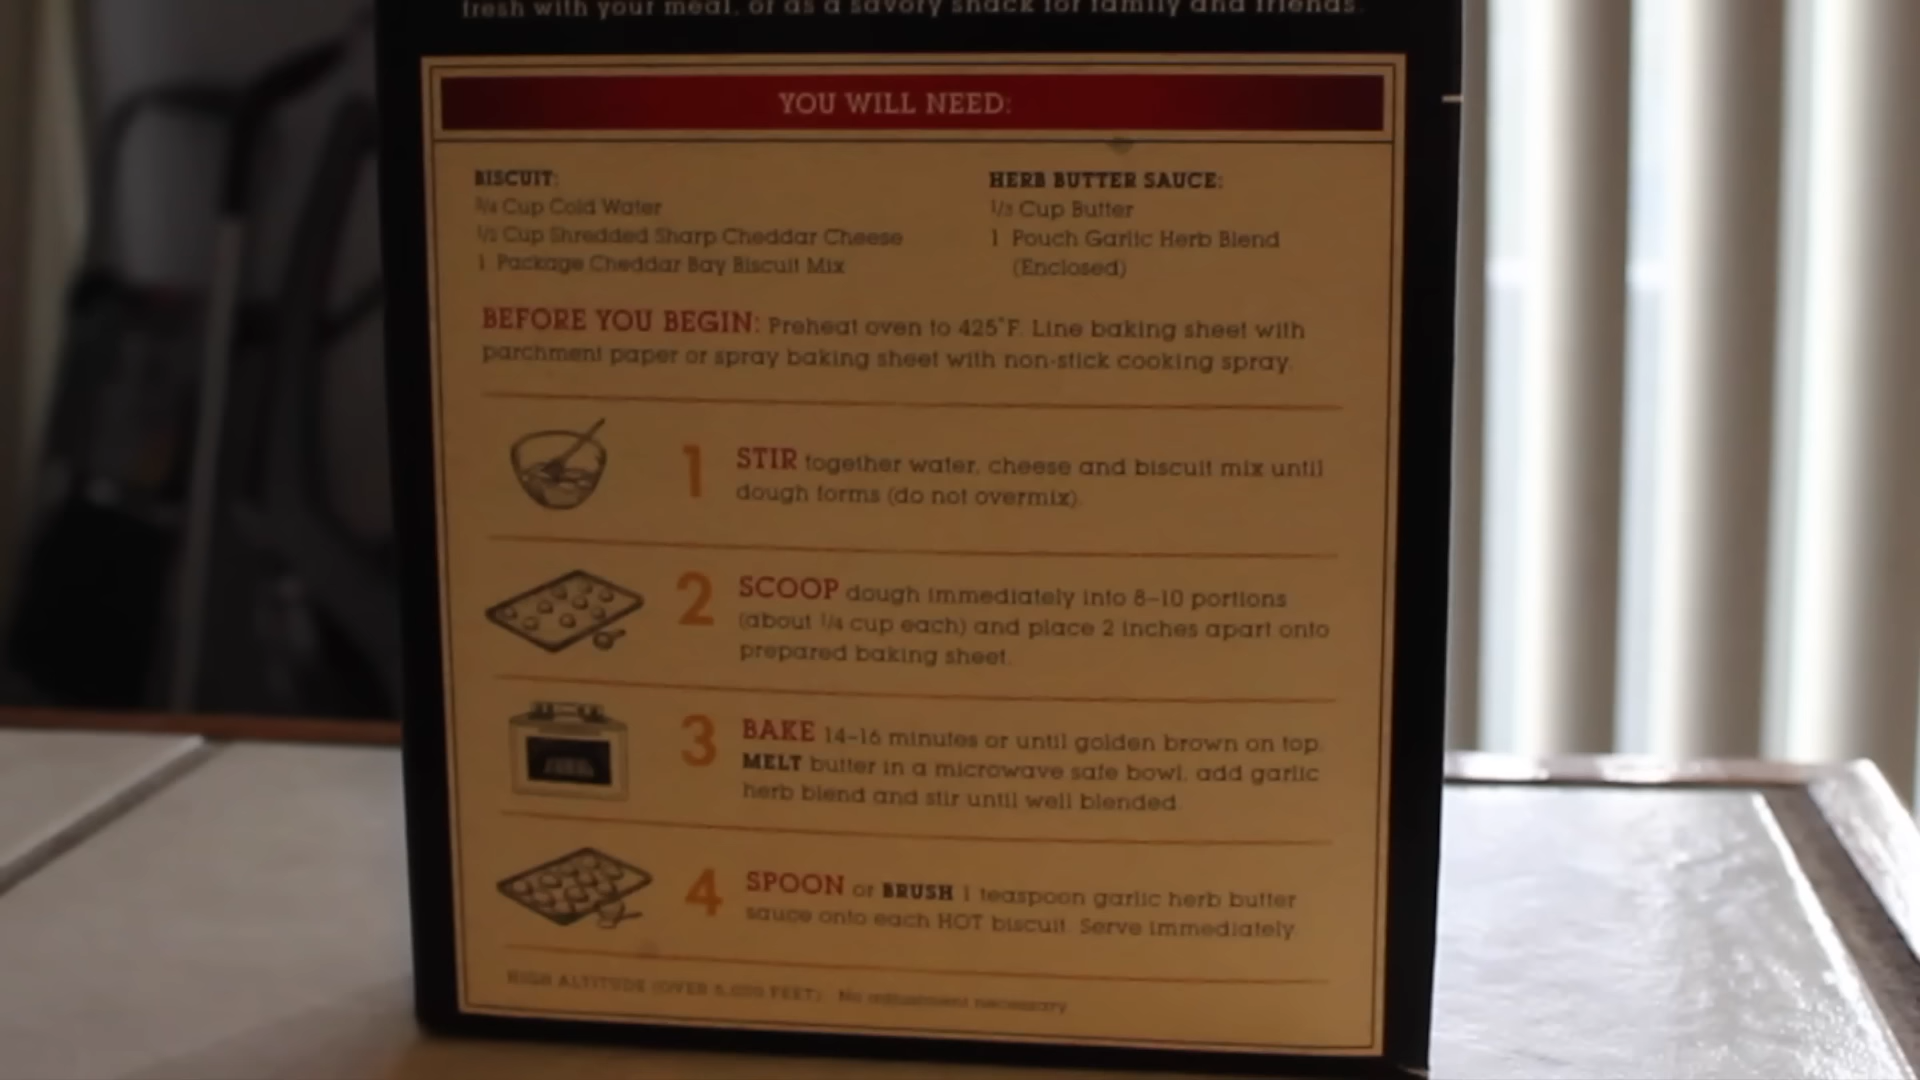 fresh with your meal, or as a savory snack for family and friends.
YOU WILL NEED:
BISCUIT:
3/4 Cup Cold Water
1/2 Cup Shredded Sharp Cheddar Cheese
1 Package Cheddar Bay Biscuit Mix
HERB BUTTER SAUCE:
1/3 Cup Butter
1 Pouch Garlic Herb Blend
(Enclosed)
BEFORE YOU BEGIN: Preheat oven to 425°F. Line baking sheet with
parchment paper or spray baking sheet with non-stick cooking spray.
1 STIR together water, cheese and biscuit mix until
dough forms (do not overmix).
2 SCOOP dough immediately into 8-10 portions
(about 1/4 cup each) and place 2 inches apart onto
prepared baking sheet.
3 BAKE 14-16 minutes or until golden brown on top.
MELT butter in a microwave safe bowl, add garlic
herb blend and stir until well blended.
4 SPOON or BRUSH 1 teaspoon garlic herb butter
sauce onto each HOT biscuit. Serve immediately.
HIGH ALTITUDE (OVER 5,000 FEET): No adjustment necessary.